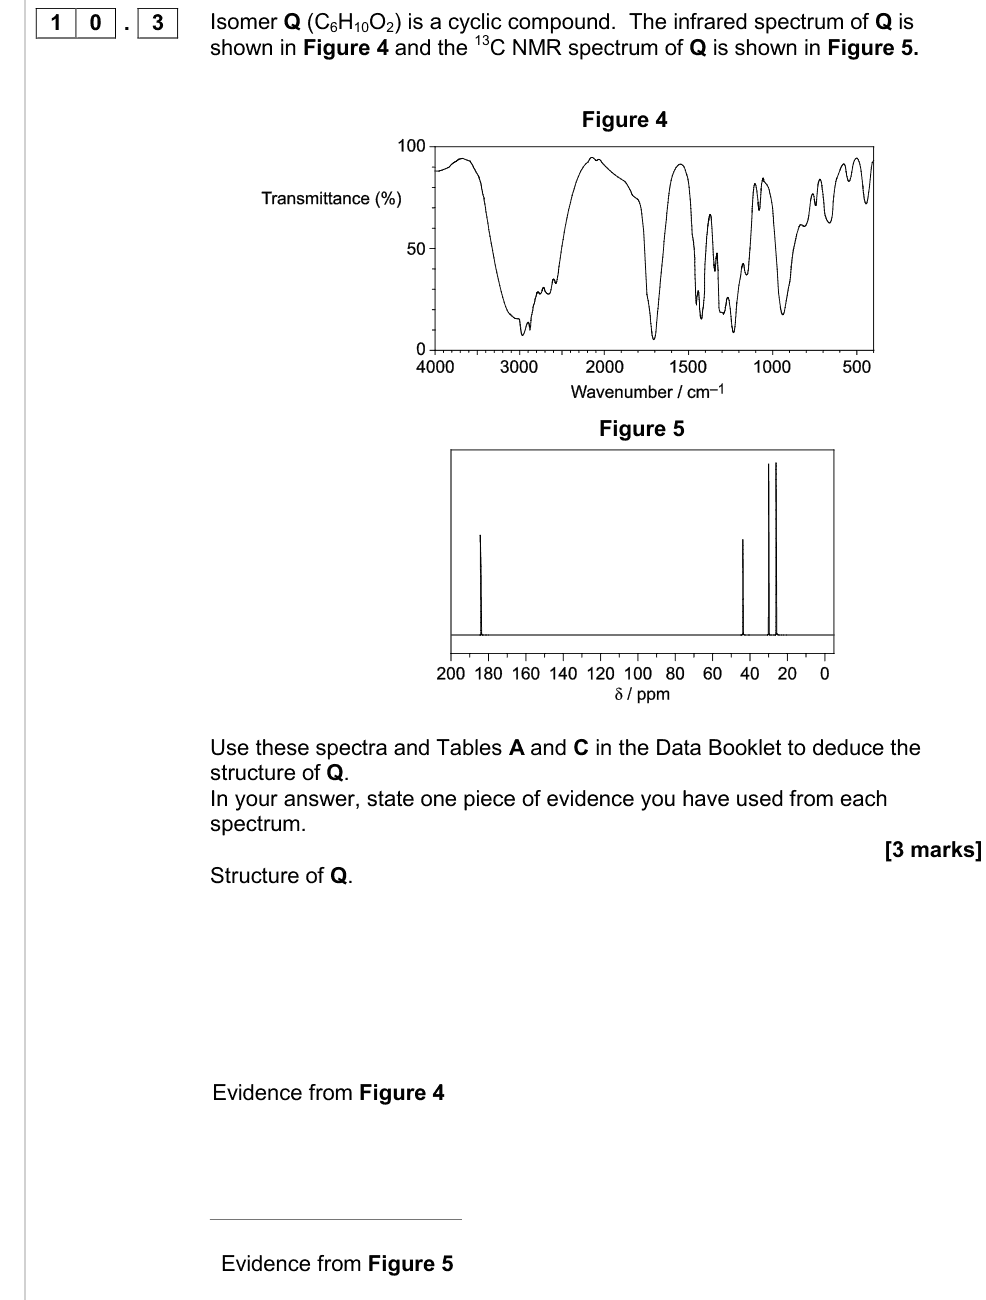 1 0 . 3 Isomer Q (C₆H₁₀O₂) is a cyclic compound. The infrared spectrum of Q is
shown in Figure 4 and the ¹³C NMR spectrum of Q is shown in Figure 5.
Figure 4
100
Transmittance (%)
50
0
4000 3000 2000 1500 1000 500
Wavenumber / cm⁻¹
Figure 5
200 180 160 140 120 100 80 60 40 20 0
δ / ppm
Use these spectra and Tables A and C in the Data Booklet to deduce the
structure of Q.
In your answer, state one piece of evidence you have used from each
spectrum.
[3 marks]
Structure of Q.
Evidence from Figure 4
Evidence from Figure 5